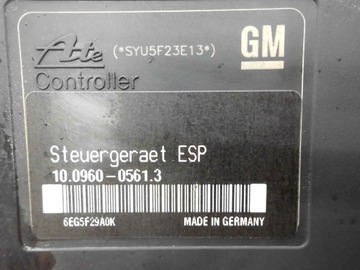 Ate
(*SYU5F23E13*)
GM
Controller
Steuergeraet ESP
10.0960-0561.3
6EG5F29A0K
MADE IN GERMANY